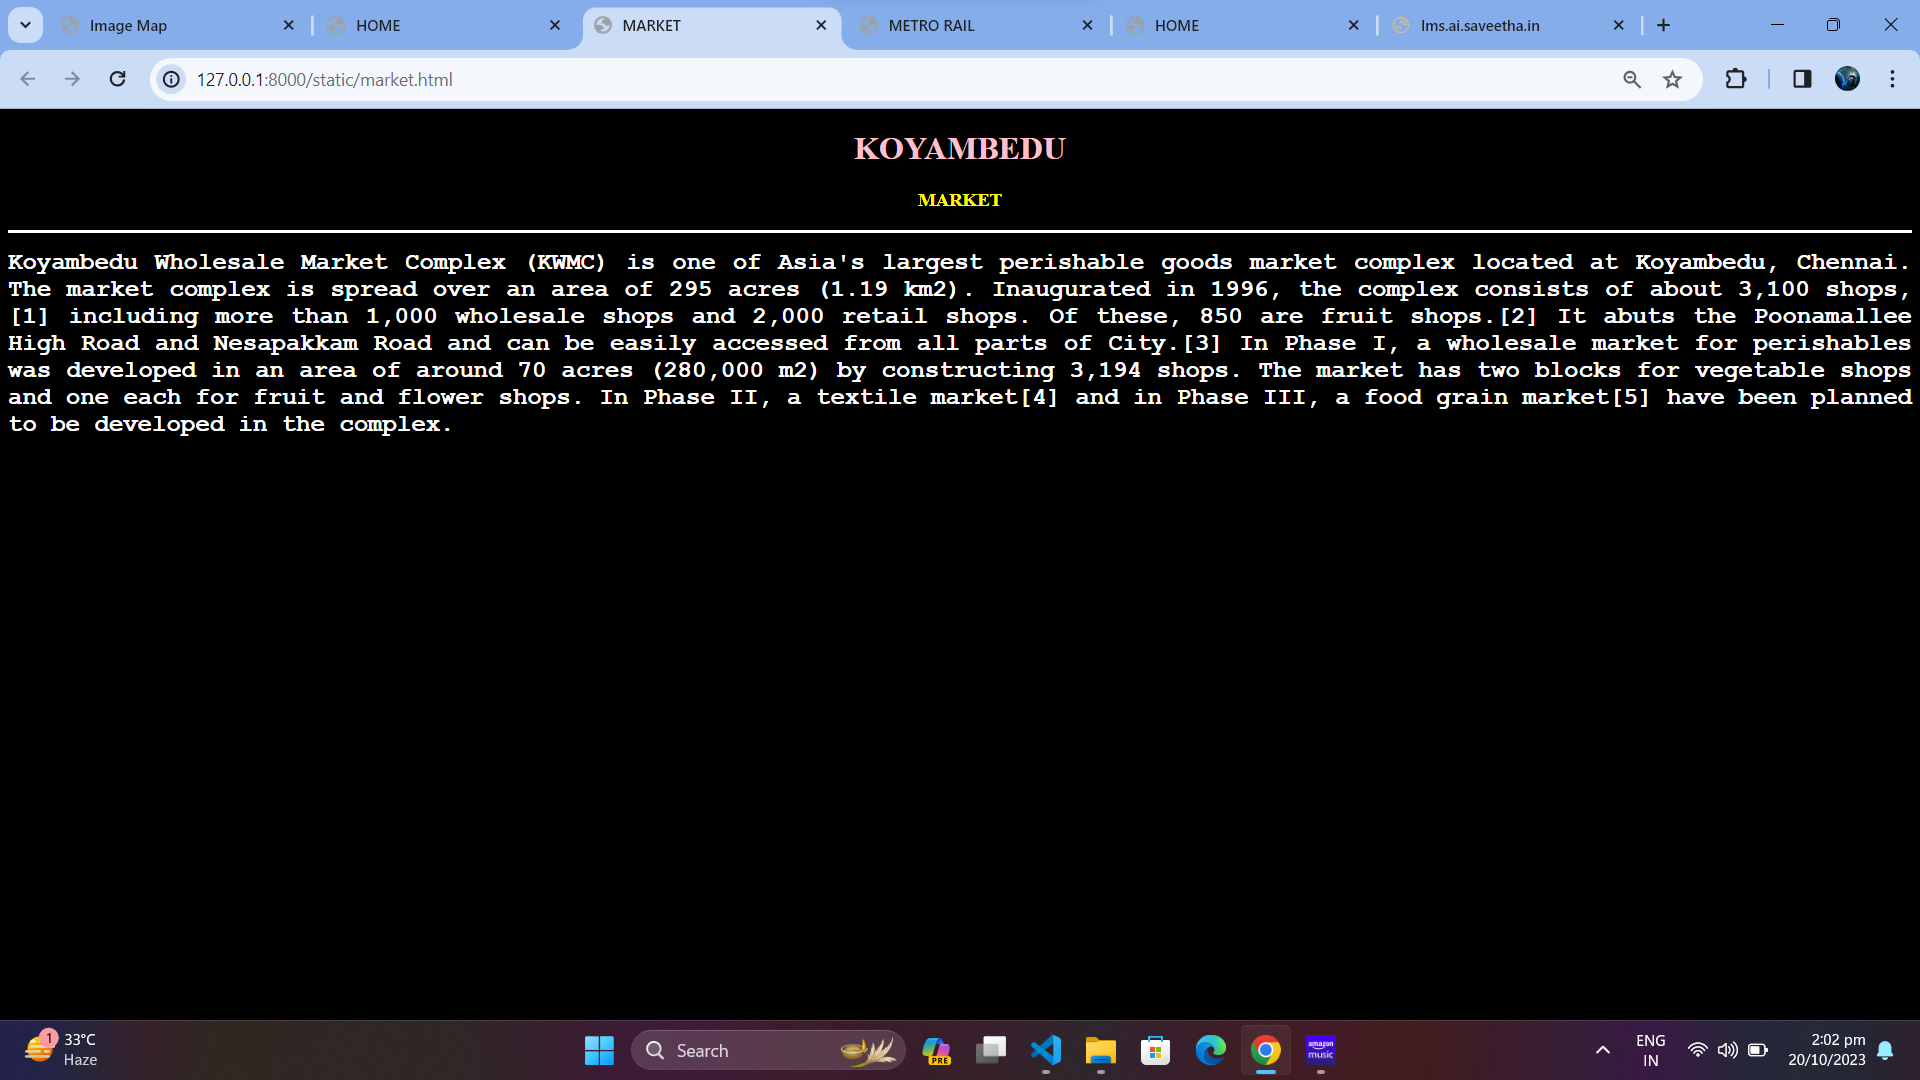 Image Map
HOME
MARKET
METRO RAIL
HOME
lms.ai.saveetha.in
127.0.0.1:8000/static/market.html
KOYAMBEDU
MARKET
Koyambedu Wholesale Market Complex (KWMC) is one of Asia's largest perishable goods market complex located at Koyambedu, Chennai.
The market complex is spread over an area of 295 acres (1.19 km2). Inaugurated in 1996, the complex consists of about 3,100 shops,
[1] including more than 1,000 wholesale shops and 2,000 retail shops. Of these, 850 are fruit shops.[2] It abuts the Poonamallee
High Road and Nesapakkam Road and can be easily accessed from all parts of City.[3] In Phase I, a wholesale market for perishables
was developed in an area of around 70 acres (280,000 m2) by constructing 3,194 shops. The market has two blocks for vegetable shops
and one each for fruit and flower shops. In Phase II, a textile market[4] and in Phase III, a food grain market[5] have been planned
to be developed in the complex.
1
33°C
Haze
Search
PRE
amazon
music
ENG
IN
2:02 pm
20/10/2023